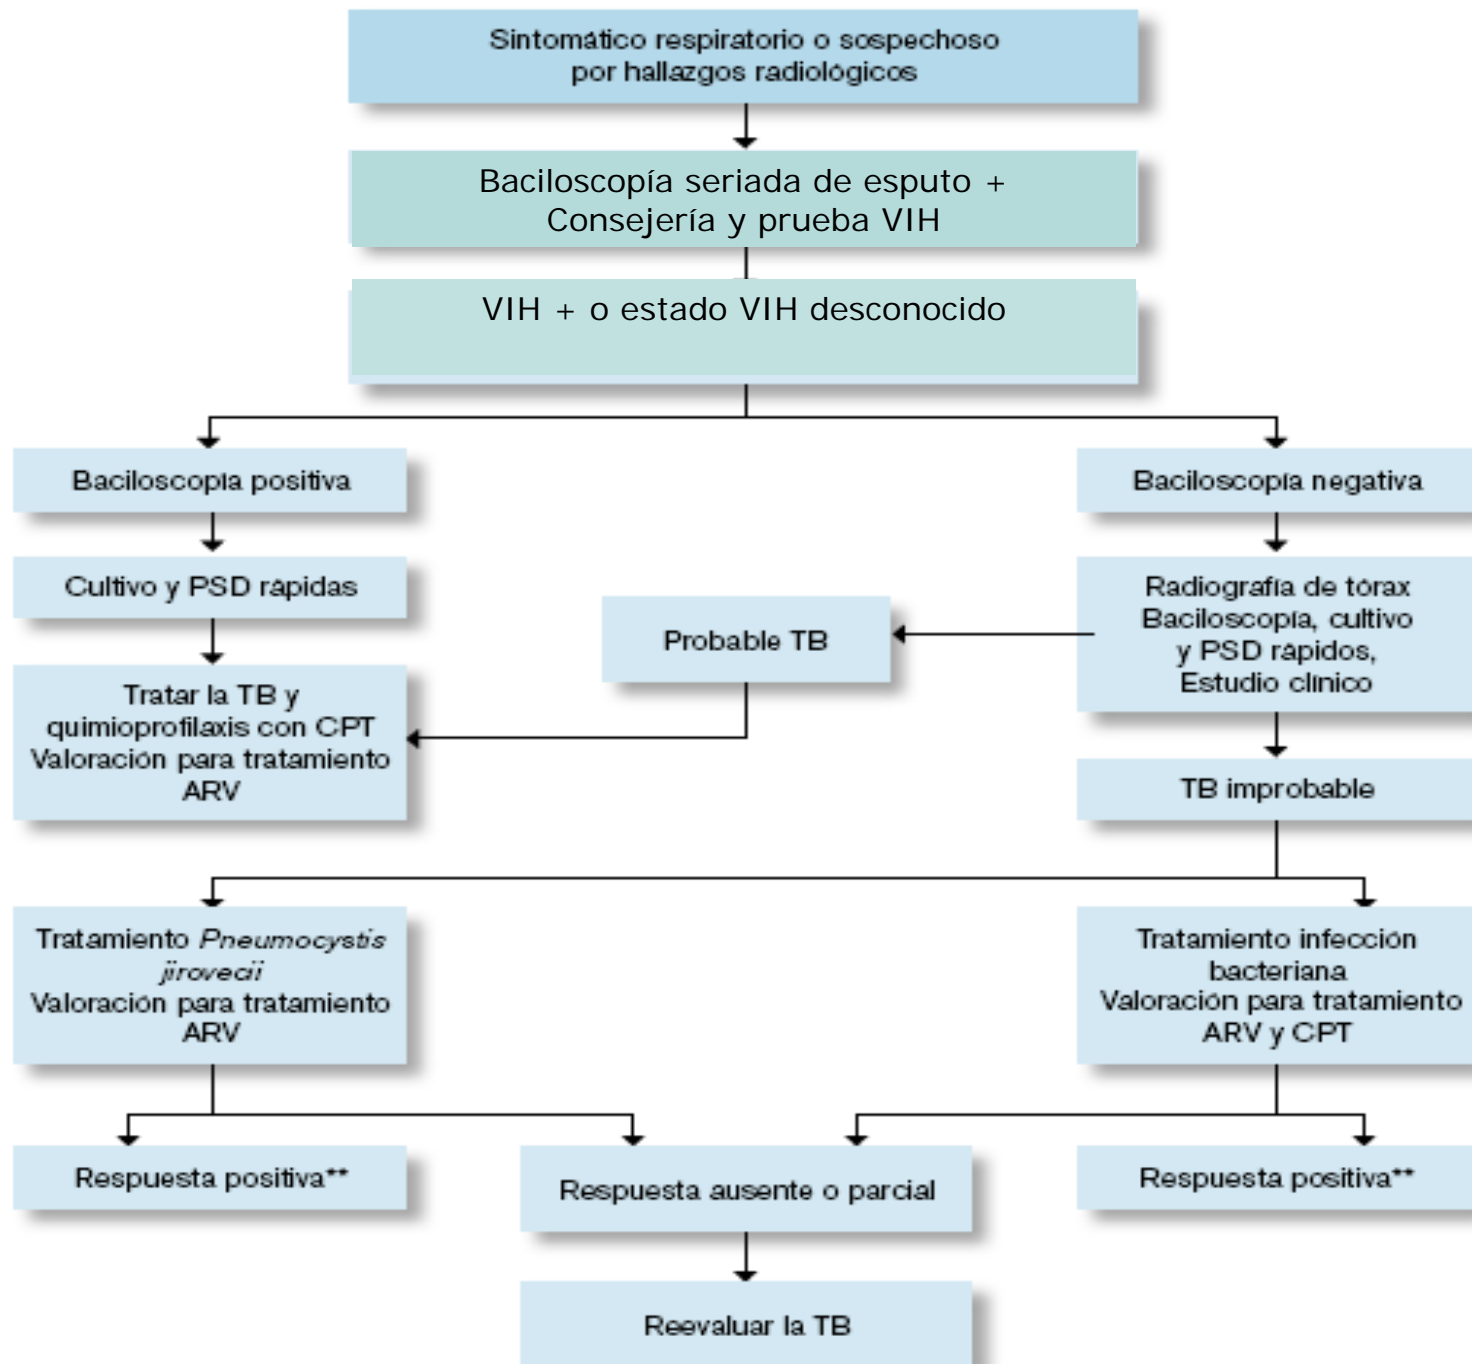 Sintomático respiratorio o sospechoso
por hallazgos radiológicos
Baciloscopía seriada de esputo +
Consejería y prueba VIH
VIH + o estado VIH desconocido
Baciloscopía positiva
Baciloscopía negativa
Cultivo y PSD rápidas
Radiografía de tórax
Baciloscopía, cultivo
y PSD rápidos,
Estudio clínico
Probable TB
Tratar la TB y
quimioprofilaxis con CPT
Valoración para tratamiento
ARV
TB improbable
Tratamiento Pneumocystis
jirovecii
Valoración para tratamiento
ARV
Tratamiento infección
bacteriana
Valoración para tratamiento
ARV y CPT
Respuesta positiva**
Respuesta ausente o parcial
Respuesta positiva**
Reevaluar la TB